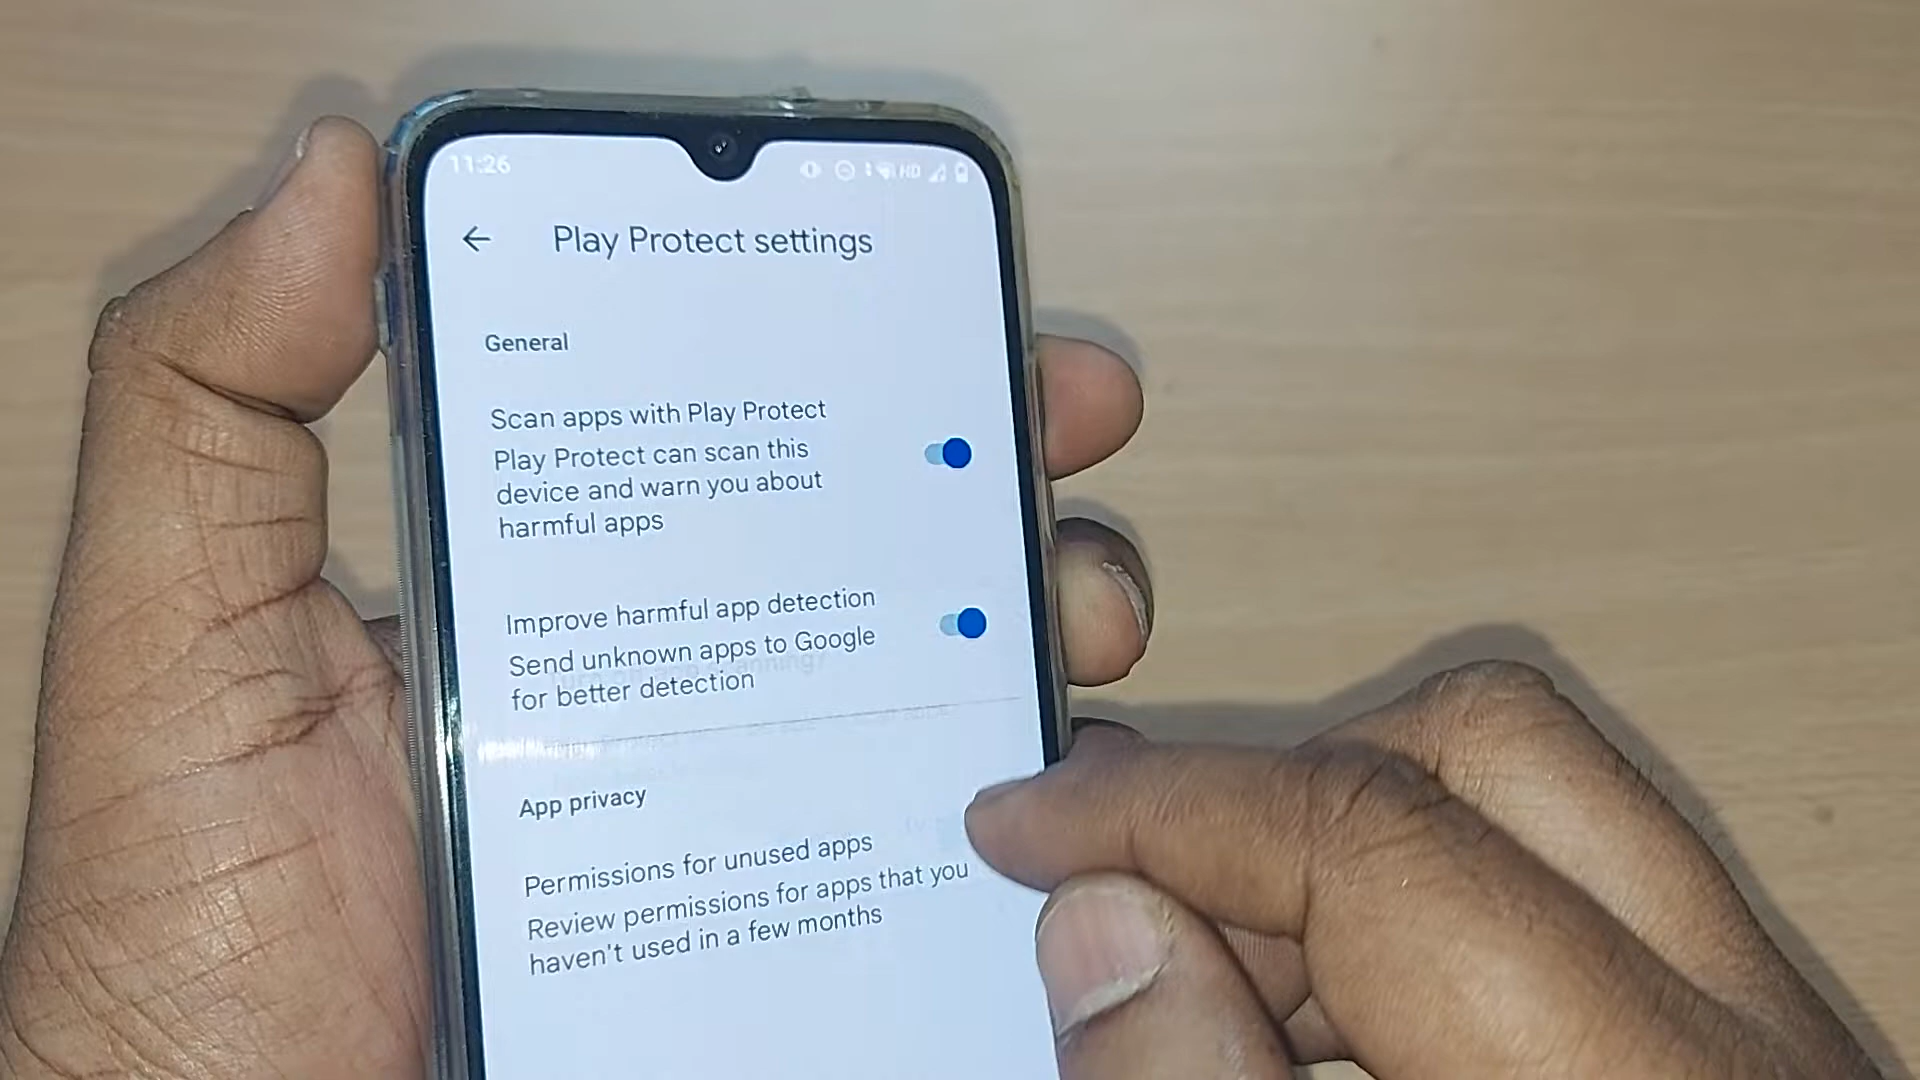 11:26
HD
Play Protect settings
General
Scan apps with Play Protect
Play Protect can scan this
device and warn you about
harmful apps
Improve harmful app detection
Send unknown apps to Google
for better detection
App privacy
Permissions for unused apps
Review permissions for apps that you
haven't used in a few months